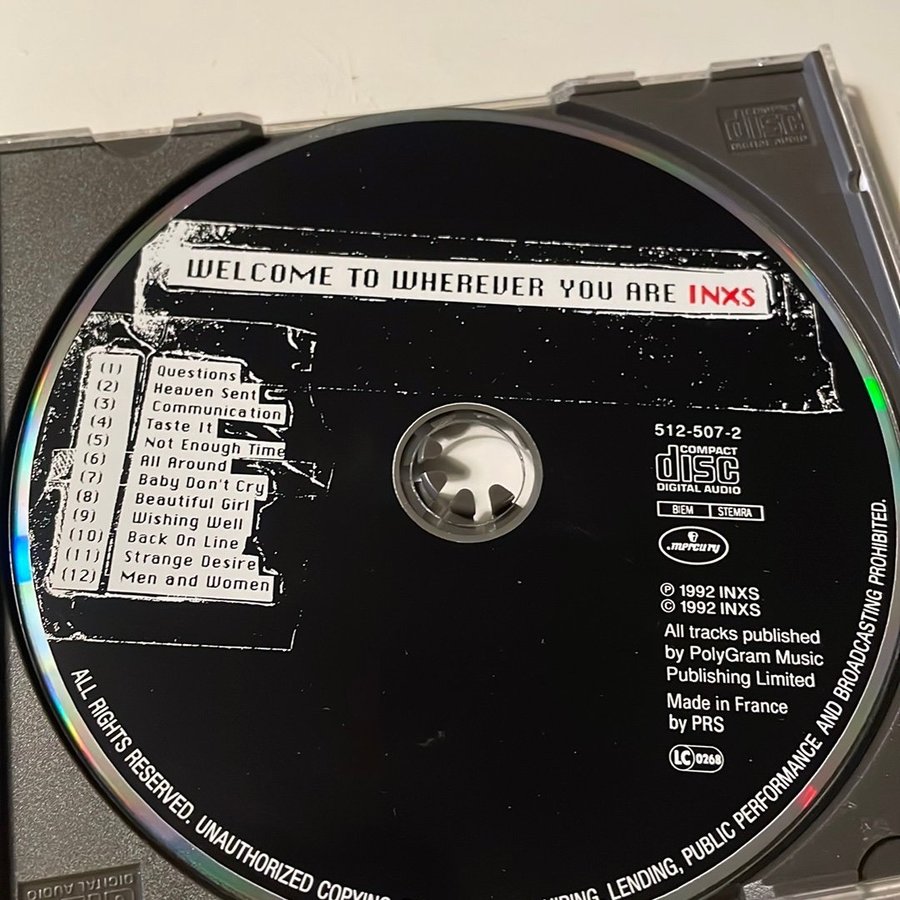 COMPACT
disc
DIGITAL AUDIO
WELCOME TO WHEREVER YOU ARE INXS
(1) Questions
(2) Heaven Sent
(3) Communication
(4) Taste It
(5) Not Enough Time
(6) All Around
(7) Baby Don't Cry
(8) Beautiful Girl
(9) Wishing Well
(10) Back On Line
(11) Strange Desire
(12) Men and Women
512-507-2
COMPACT
disc
DIGITAL AUDIO
BIEM STEMRA
mercury
℗ 1992 INXS
© 1992 INXS
All tracks published
by PolyGram Music
Publishing Limited
Made in France
by PRS
LC 0268
ALL RIGHTS RESERVED. UNAUTHORIZED COPYING LENDING, PUBLIC PERFORMANCE AND BROADCASTING PROHIBITED.
DIGITAL AUDIO